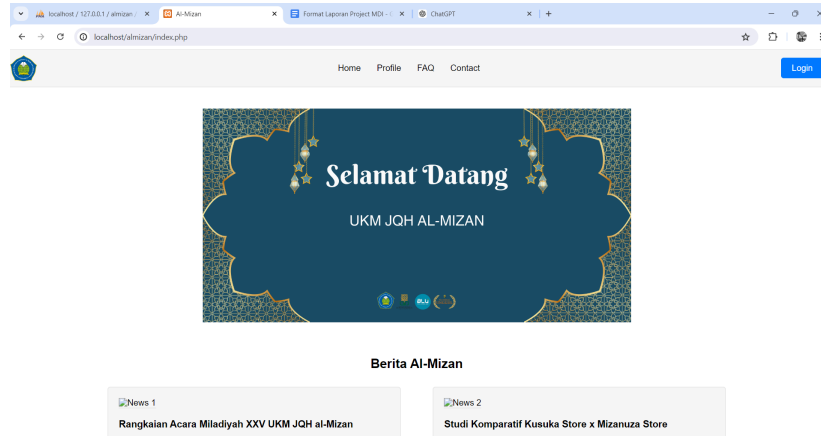 localhost / 127.0.0.1 / almizan /
Al-Mizan
Format Laporan Project MDI -
ChatGPT
localhost/almizan/index.php
Home Profile FAQ Contact
Login
Selamat Datang
UKM JQH AL-MIZAN
BLU
Berita Al-Mizan
News 1
Rangkaian Acara Miladiyah XXV UKM JQH al-Mizan
News 2
Studi Komparatif Kusuka Store x Mizanuza Store